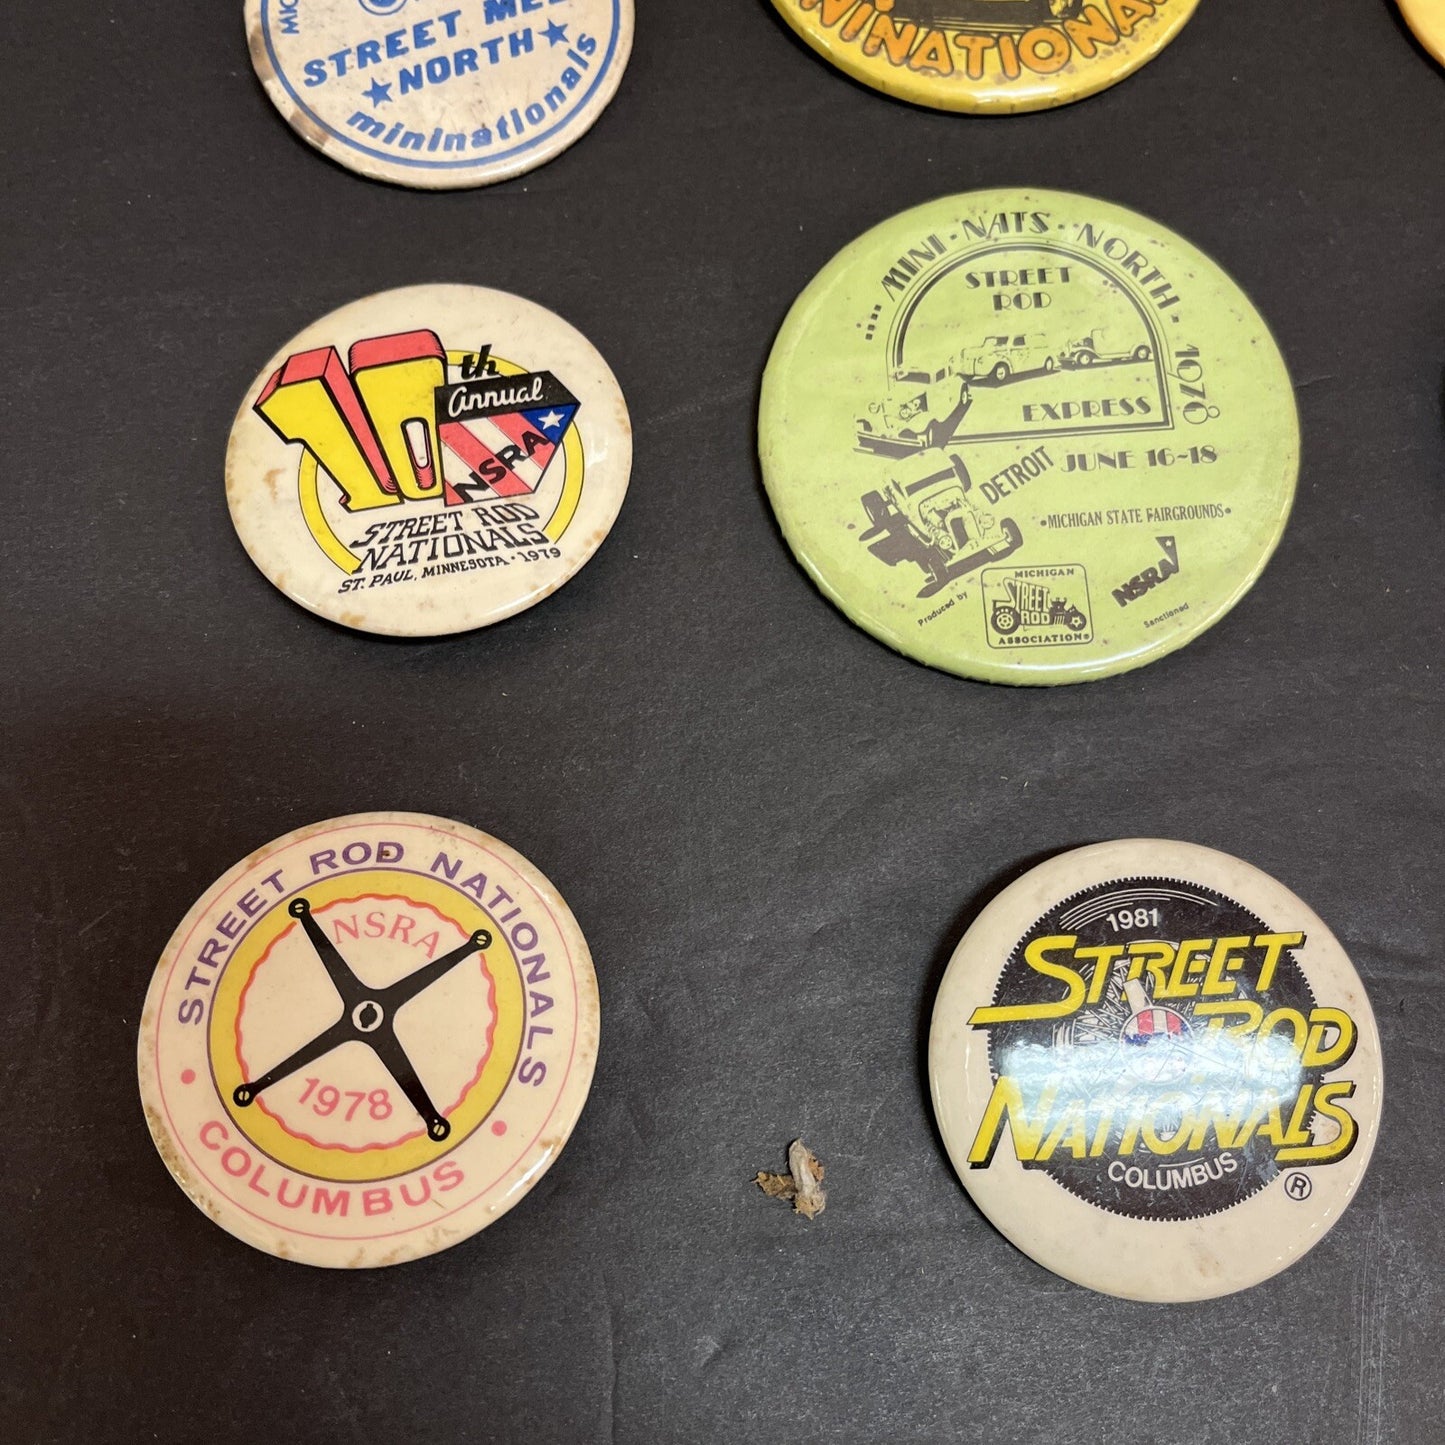 STREET
★NORTH★
mininationals
10th
Annual
NSRA
STREET ROD
NATIONALS
ST. PAUL, MINNESOTA • 1979
MINI - NATS - NORTH, 1978
STREET
ROD
EXPRESS
DETROIT JUNE 16~18
•MICHIGAN STATE FAIRGROUNDS•
Produced by
MICHIGAN
STREET
ROD
ASSOCIATION®
NSRA
Sanctioned
STREET ROD NATIONALS
NSRA
1978
• COLUMBUS •
1981
STREET
ROD
NATIONALS
COLUMBUS
®